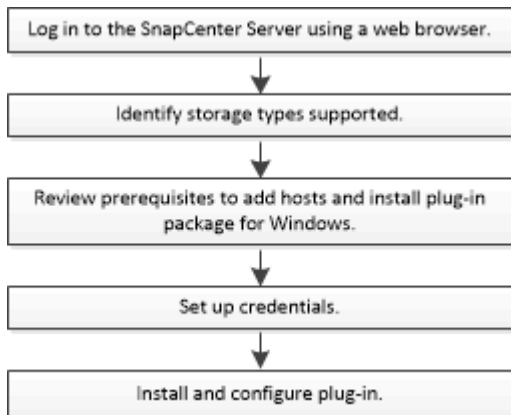 Log in to the SnapCenter Server using a web browser.
Identify storage types supported.
Review prerequisites to add hosts and install plug-in
package for Windows.
Set up credentials.
Install and configure plug-in.